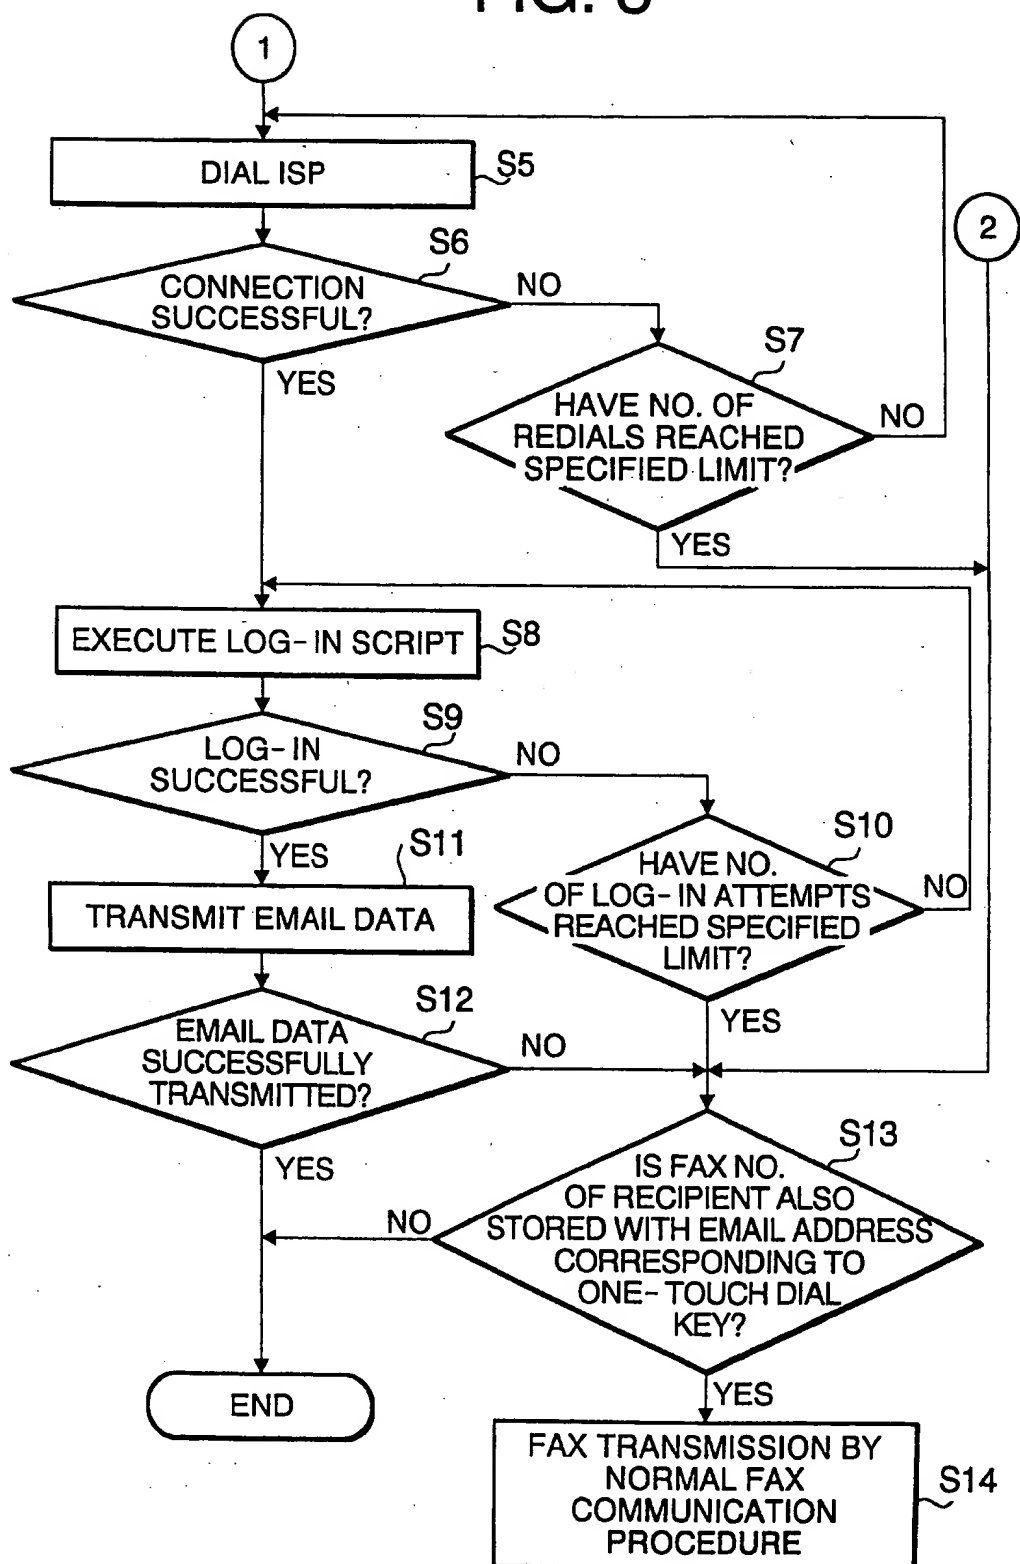 1
DIAL ISP
S5
2
S6
CONNECTION
SUCCESSFUL?
NO
S7
YES
HAVE NO. OF
REDIALS REACHED
SPECIFIED LIMIT?
NO
YES
EXECUTE LOG-IN SCRIPT
S8
S9
LOG-IN
SUCCESSFUL?
NO
S10
YES
S11
HAVE NO.
OF LOG-IN ATTEMPTS
REACHED SPECIFIED
LIMIT?
NO
TRANSMIT EMAIL DATA
YES
S12
EMAIL DATA
SUCCESSFULLY
TRANSMITTED?
NO
S13
YES
IS FAX NO.
OF RECIPIENT ALSO
STORED WITH EMAIL ADDRESS
CORRESPONDING TO
ONE-TOUCH DIAL
KEY?
NO
END
YES
FAX TRANSMISSION BY
NORMAL FAX
COMMUNICATION
PROCEDURE
S14